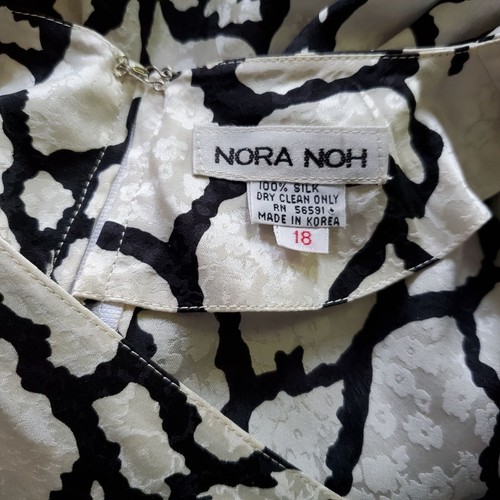 NORA NOH
100% SILK
DRY CLEAN ONLY
RN 56591
MADE IN KOREA
18